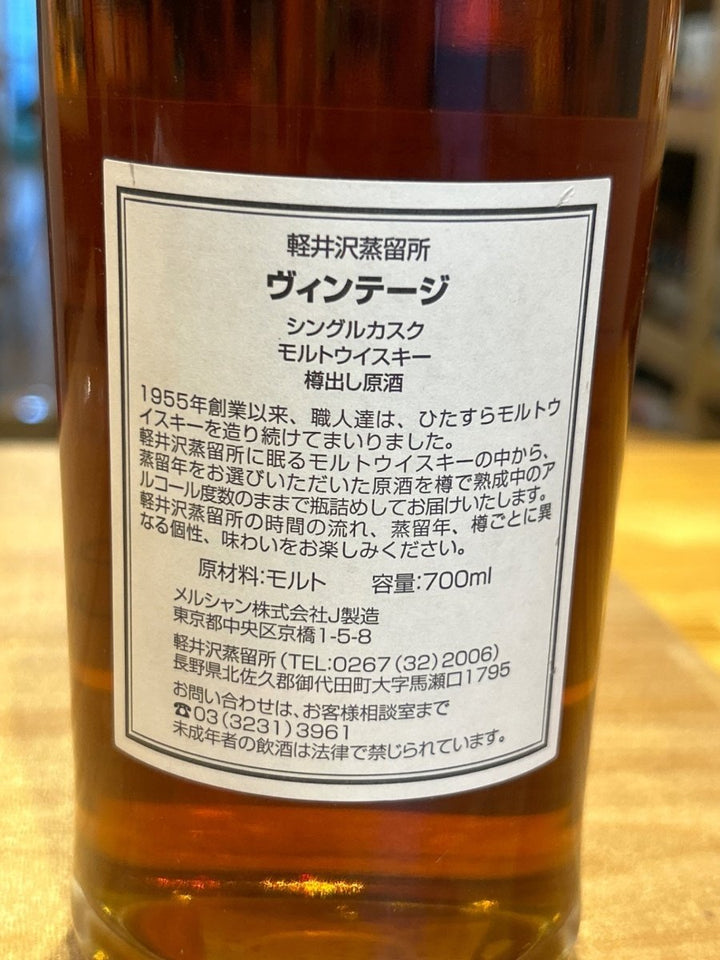 軽井沢蒸留所
ヴィンテージ
シングルカスク
モルトウイスキー
樽出し原酒
1955年創業以来、職人達は、ひたすらモルトウ
イスキーを造り続けてまいりました。
軽井沢蒸留所に眠るモルトウイスキーの中から、
蒸留年をお選びいただいた原酒を樽で熟成中のア
ルコール度数のままで瓶詰めしてお届けいたします。
軽井沢蒸留所の時間の流れ、蒸留年、樽ごとに異
なる個性、味わいをお楽しみください。
原材料:モルト 容量:700ml
メルシャン株式会社J製造
東京都中央区京橋1-5-8
軽井沢蒸留所(TEL:0267(32)2006)
長野県北佐久郡御代田町大字馬瀬口1795
お問い合わせは、お客様相談室まで
☎03(3231)3961
未成年者の飲酒は法律で禁じられています。